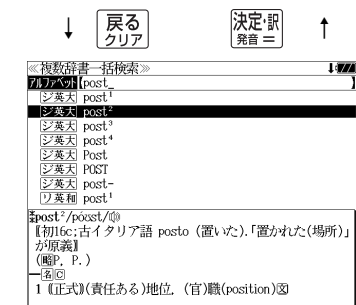 ↓ 戻る クリア 決定・訳 発音 = ↑
≪複数辞書一括検索≫
アルファベット【post_ 】
ジ英大 post¹
ジ英大 post²
ジ英大 post³
ジ英大 post⁴
ジ英大 Post
ジ英大 POST
ジ英大 post-
リ英和 post¹
post²/póust/
〖初16c;古イタリア語 posto (置いた).「置かれた(場所)」
が原義〗
(略P, P.)
―名C
1 《正式》(責任ある)地位, (官)職(position)